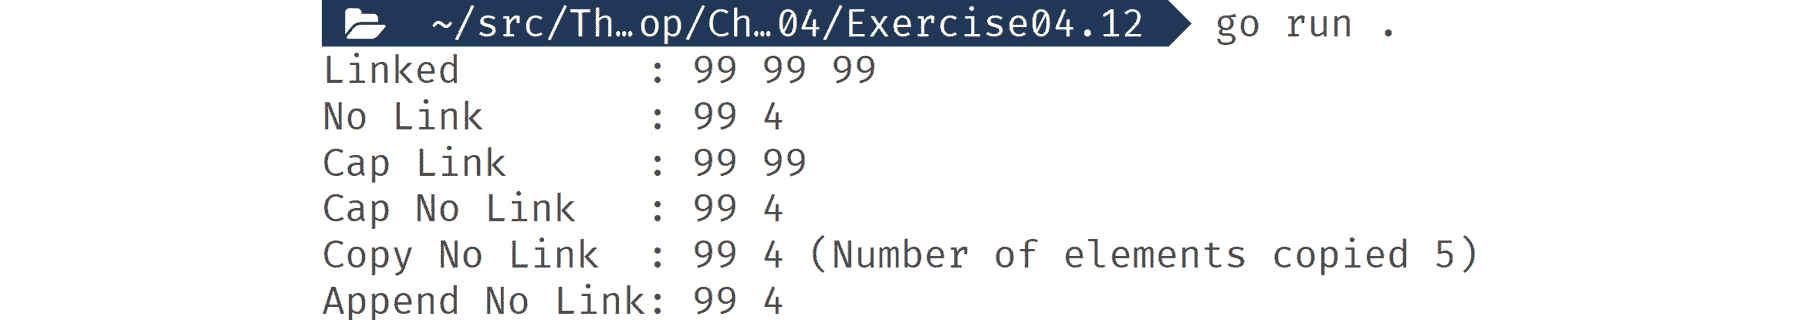 ~/src/Th…op/Ch…04/Exercise04.12 go run .
Linked        : 99 99 99
No Link       : 99 4
Cap Link      : 99 99
Cap No Link   : 99 4
Copy No Link  : 99 4 (Number of elements copied 5)
Append No Link: 99 4